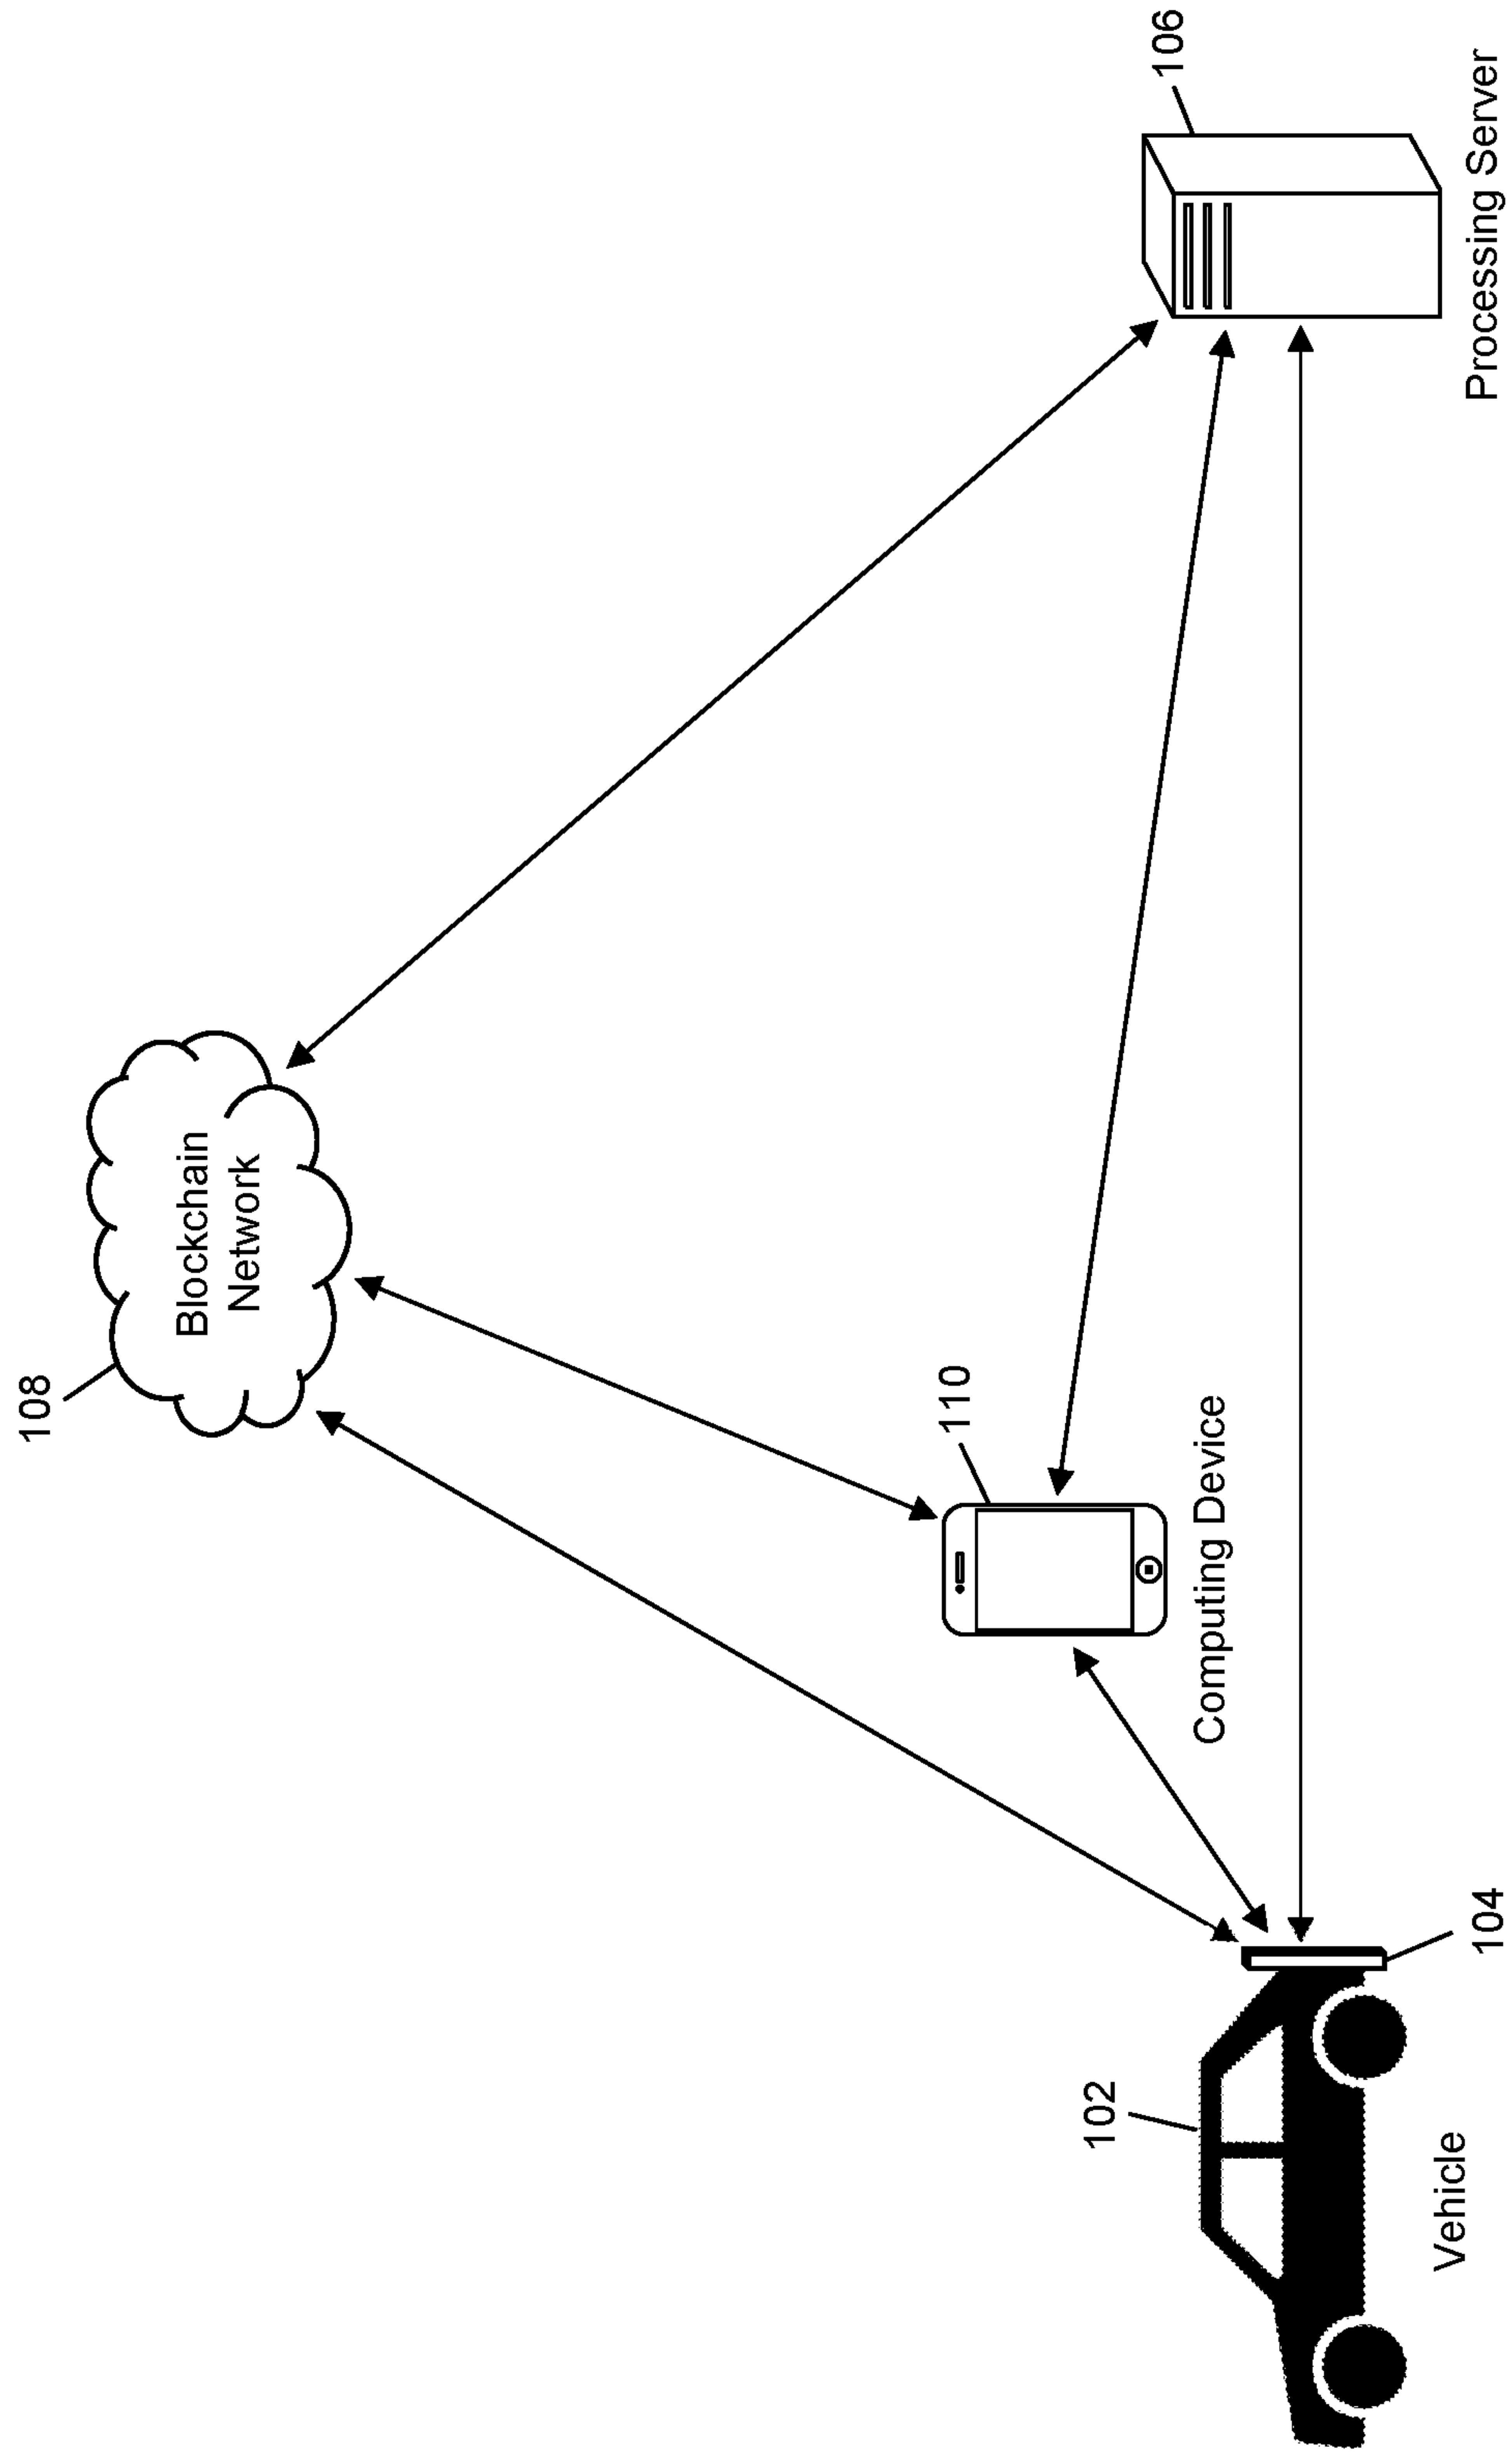 108
Blockchain
Network
106
110
102
Computing Device
Vehicle
104
Processing Server